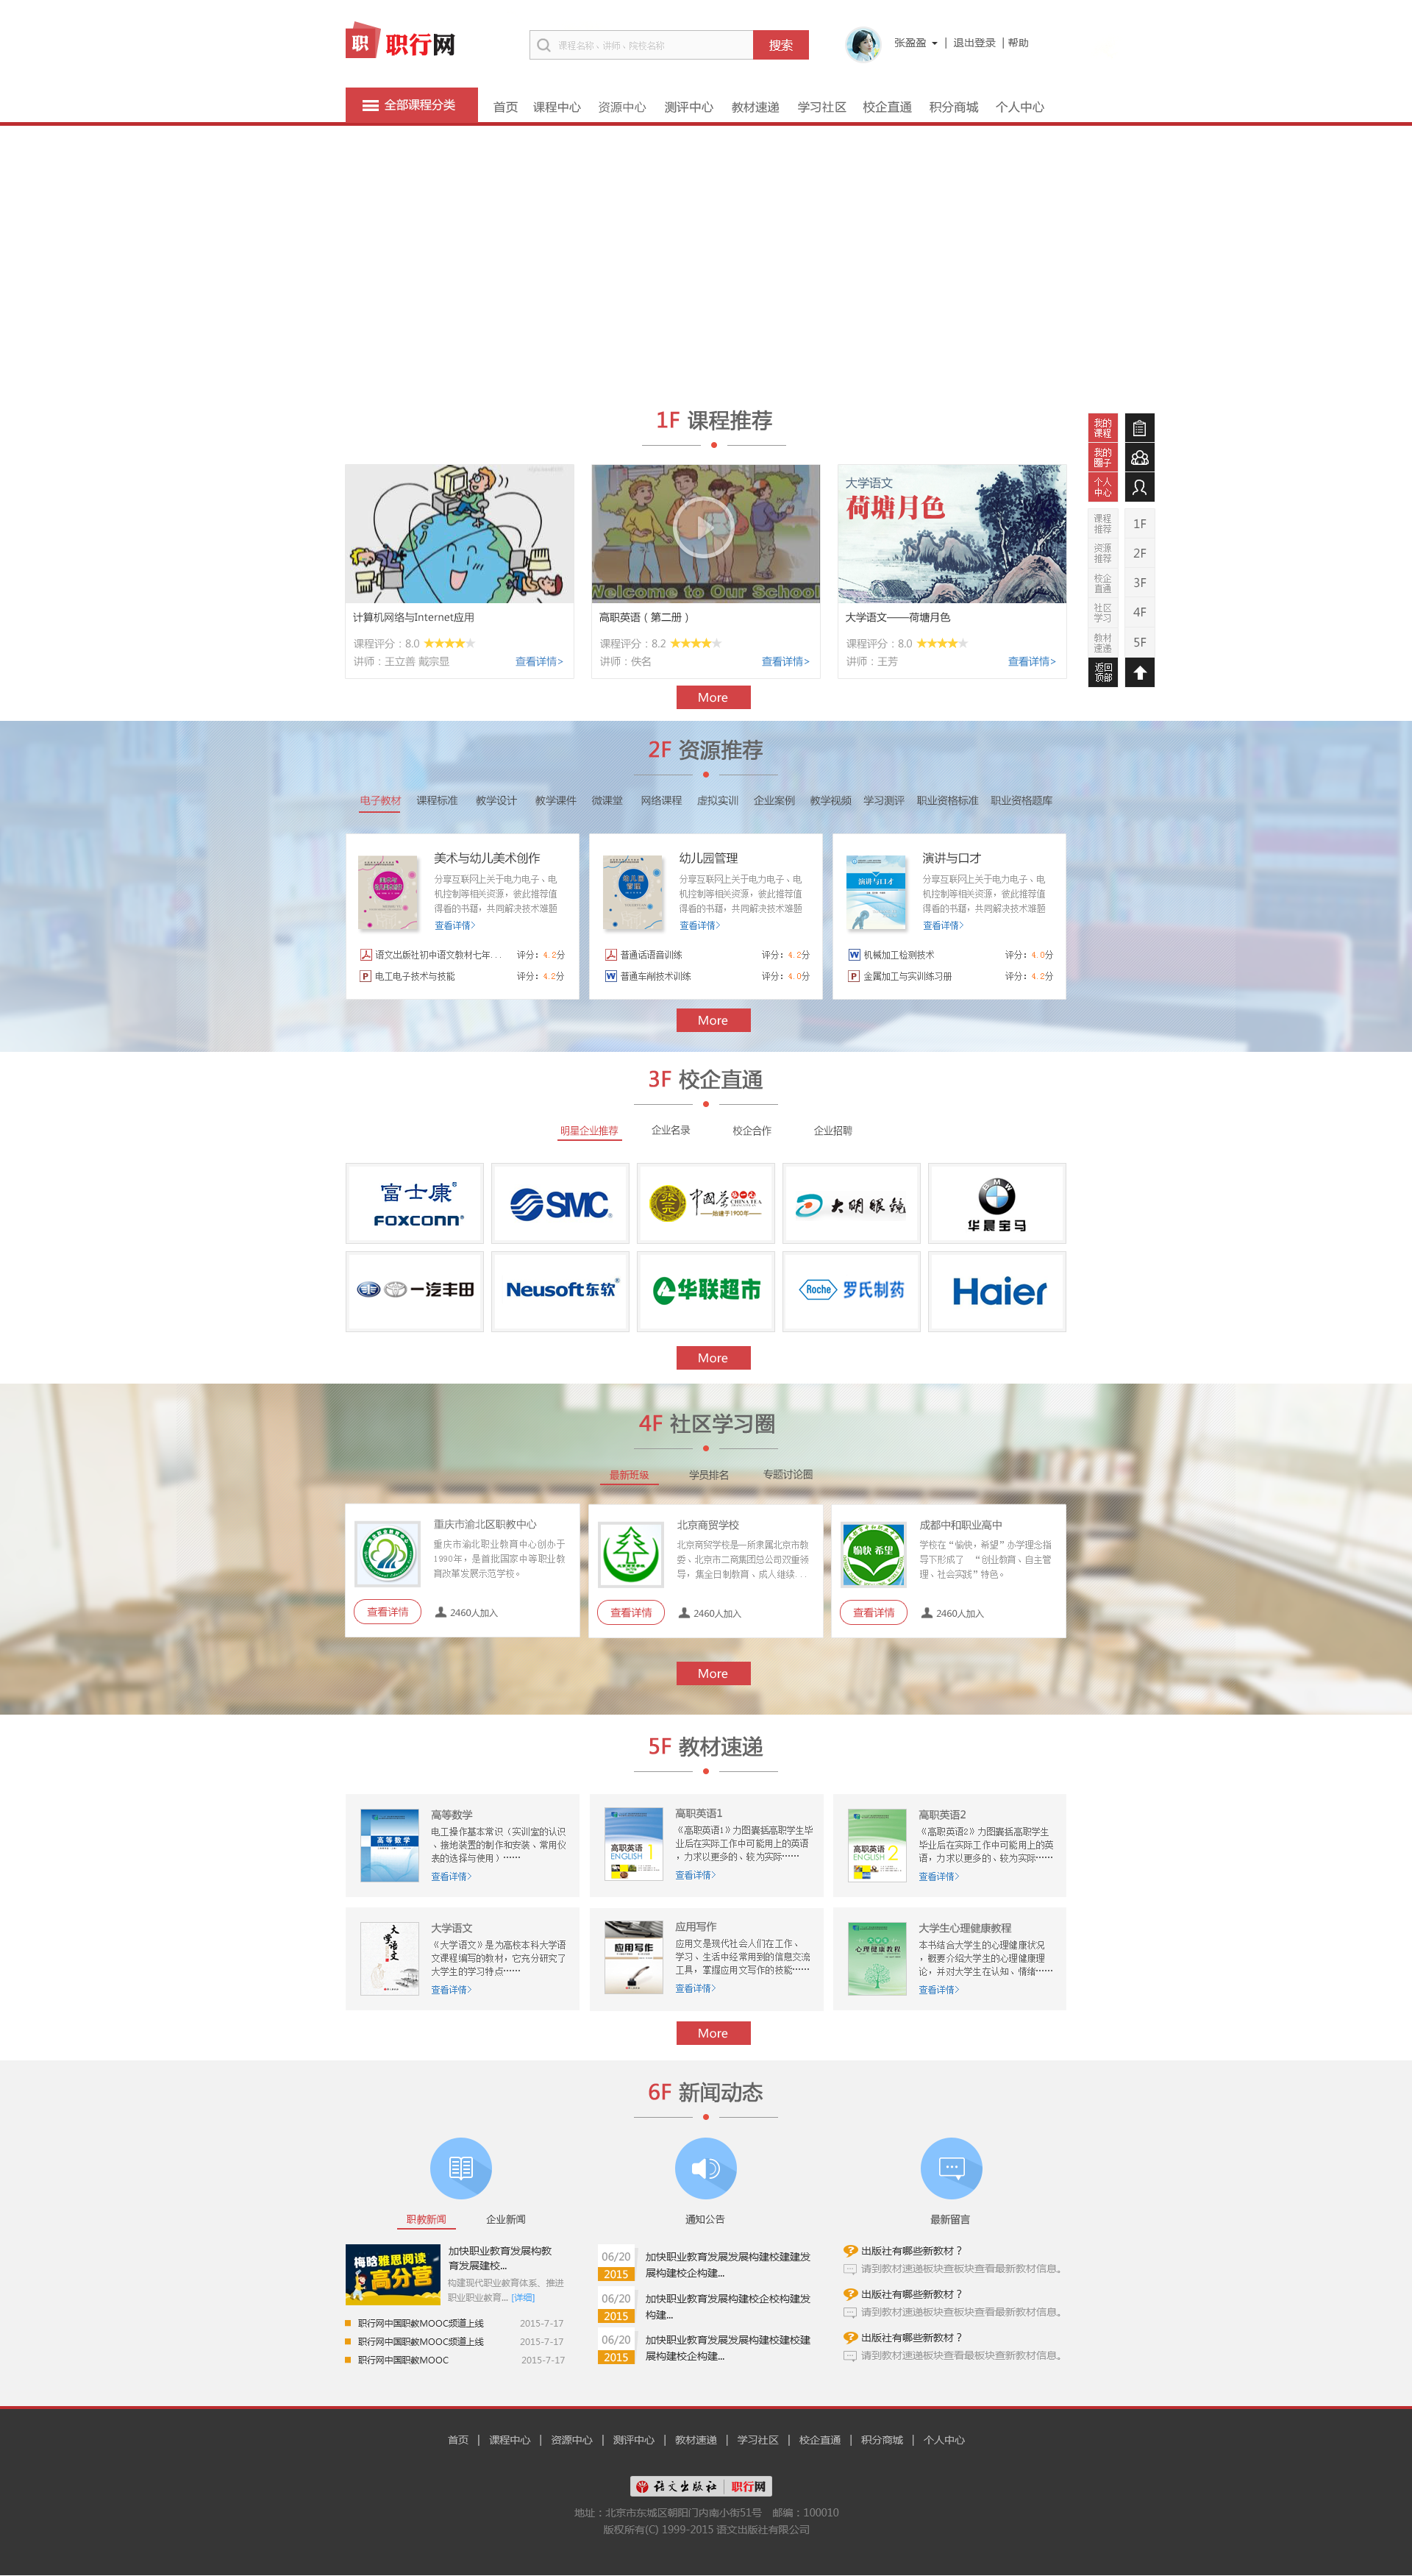 职 职行网
课程名称、讲师、院校名称
搜索
张盈盈 | 退出登录 | 帮助
全部课程分类 首页 课程中心 资源中心 测评中心 教材速递 学习社区 校企直通 积分商城 个人中心
1F 课程推荐
我的
课程
我的
圈子
个人
中心
课程
推荐
1F
资源
推荐
2F
校企
直通
3F
社区
学习
4F
教材
速递
5F
返回
顶部
Welcome to Our School
大学语文
荷塘月色
计算机网络与Internet应用
课程评分：8.0
讲师：王立善 戴宗显 查看详情>
高职英语（第二册）
课程评分：8.2
讲师：佚名 查看详情>
大学语文——荷塘月色
课程评分：8.0
讲师：王芳 查看详情>
More
2F 资源推荐
电子教材 课程标准 教学设计 教学课件 微课堂 网络课程 虚拟实训 企业案例 教学视频 学习测评 职业资格标准 职业资格题库
美术与幼儿美术创作
分享互联网上关于电力电子、电
机控制等相关资源，彼此推荐值
得看的书籍，共同解决技术难题
查看详情>
语文出版社初中语文教材七年... 评分：4.2分
电工电子技术与技能 评分：4.2分
幼儿园管理
分享互联网上关于电力电子、电
机控制等相关资源，彼此推荐值
得看的书籍，共同解决技术难题
查看详情>
普通话语音训练 评分：4.2分
普通车削技术训练 评分：4.0分
演讲与口才
演讲与口才
分享互联网上关于电力电子、电
机控制等相关资源，彼此推荐值
得看的书籍，共同解决技术难题
查看详情>
机械加工检测技术 评分：4.0分
金属加工与实训练习册 评分：4.2分
More
3F 校企直通
明星企业推荐 企业名录 校企合作 企业招聘
富士康
FOXCONN
SMC
中国茶
CHINA TEA
始建于1900年
大明眼镜
BMW
华晨宝马
一汽丰田
Neusoft东软
华联超市
Roche 罗氏制药
Haier
More
4F 社区学习圈
最新班级 学员排名 专题讨论圈
重庆市渝北区职教中心
重庆市渝北职业教育中心创办于
1990年，是首批国家中等职业教
育改革发展示范学校。
查看详情 2460人加入
北京商贸学校
北京商贸学校是一所隶属北京市教
委、北京市二商集团总公司双重领
导，集全日制教育、成人继续...
查看详情 2460人加入
愉快 希望
成都中和职业高中
学校在“愉快，希望”办学理念指
导下形成了 “创业教育、自主管
理、社会实践”特色。
查看详情 2460人加入
More
5F 教材速递
高等数学
高等数学
电工操作基本常识（实训室的认识
、接地装置的制作和安装、常用仪
表的选择与使用）……
查看详情>
高职英语
ENGLISH 1
高职英语1
《高职英语1》力图囊括高职学生毕
业后在实际工作中可能用上的英语
，力求以更多的、较为实际……
查看详情>
高职英语
ENGLISH 2
高职英语2
《高职英语2》力图囊括高职学生
毕业后在实际工作中可能用上的英
语，力求以更多的、较为实际……
查看详情>
大学语文
大学语文
《大学语文》是为高校本科大学语
文课程编写的教材，它充分研究了
大学生的学习特点……
查看详情>
应用写作
应用写作
应用文是现代社会人们在工作、
学习、生活中经常用到的信息交流
工具，掌握应用文写作的技能……
查看详情>
心理健康教程
大学生心理健康教程
本书结合大学生的心理健康状况
，概要介绍大学生的心理健康理
论，并对大学生在认知、情绪……
查看详情>
More
6F 新闻动态
职教新闻 企业新闻 通知公告 最新留言
梅晗雅思阅读
高分营
加快职业教育发展构教
育发展建校...
构建现代职业教育体系，推进
职业职业教育... [详细]
职行网中国职教MOOC频道上线 2015-7-17
职行网中国职教MOOC频道上线 2015-7-17
职行网中国职教MOOC 2015-7-17
06/20
2015
加快职业教育发展发展构建校建建发
展构建校企构建...
06/20
2015
加快职业教育发展构建校企校构建发
构建...
06/20
2015
加快职业教育发展发展构建校建校建
展构建校企构建...
出版社有哪些新教材？
请到教材速递板块查板块查看最新教材信息。
出版社有哪些新教材？
请到教材速递板块查板块查看最新教材信息。
出版社有哪些新教材？
请到教材速递板块查看最板块查新教材信息。
首页 | 课程中心 | 资源中心 | 测评中心 | 教材速递 | 学习社区 | 校企直通 | 积分商城 | 个人中心
语文出版社 | 职行网
地址：北京市东城区朝阳门内南小街51号 邮编：100010
版权所有(C) 1999-2015 语文出版社有限公司